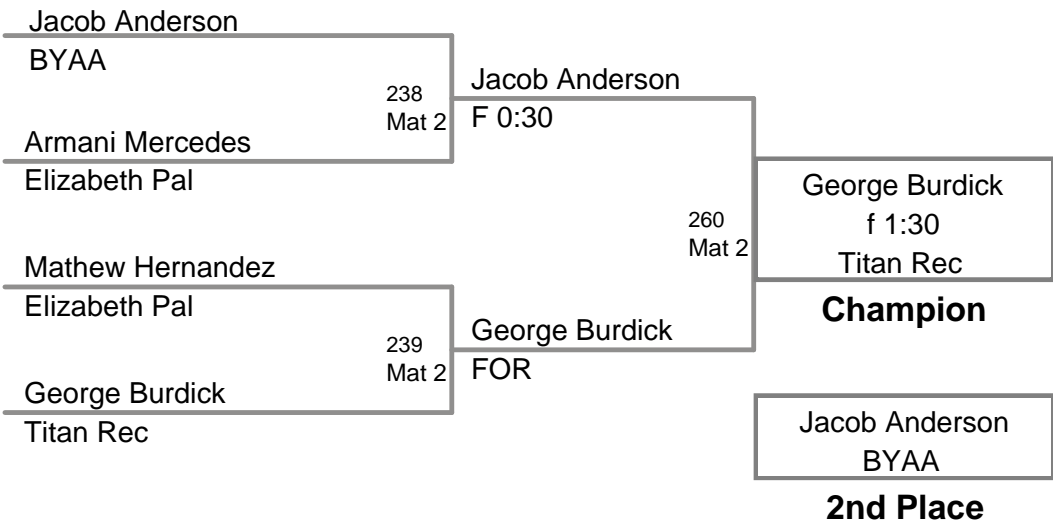 Jacob Anderson
BYAA
238
Mat 2
Armani Mercedes
Elizabeth Pal
Jacob Anderson
F 0:30
Mathew Hernandez
Elizabeth Pal
239
Mat 2
George Burdick
Titan Rec
George Burdick
FOR
260
Mat 2
George Burdick
f 1:30
Titan Rec
Champion
Jacob Anderson
BYAA
2nd Place